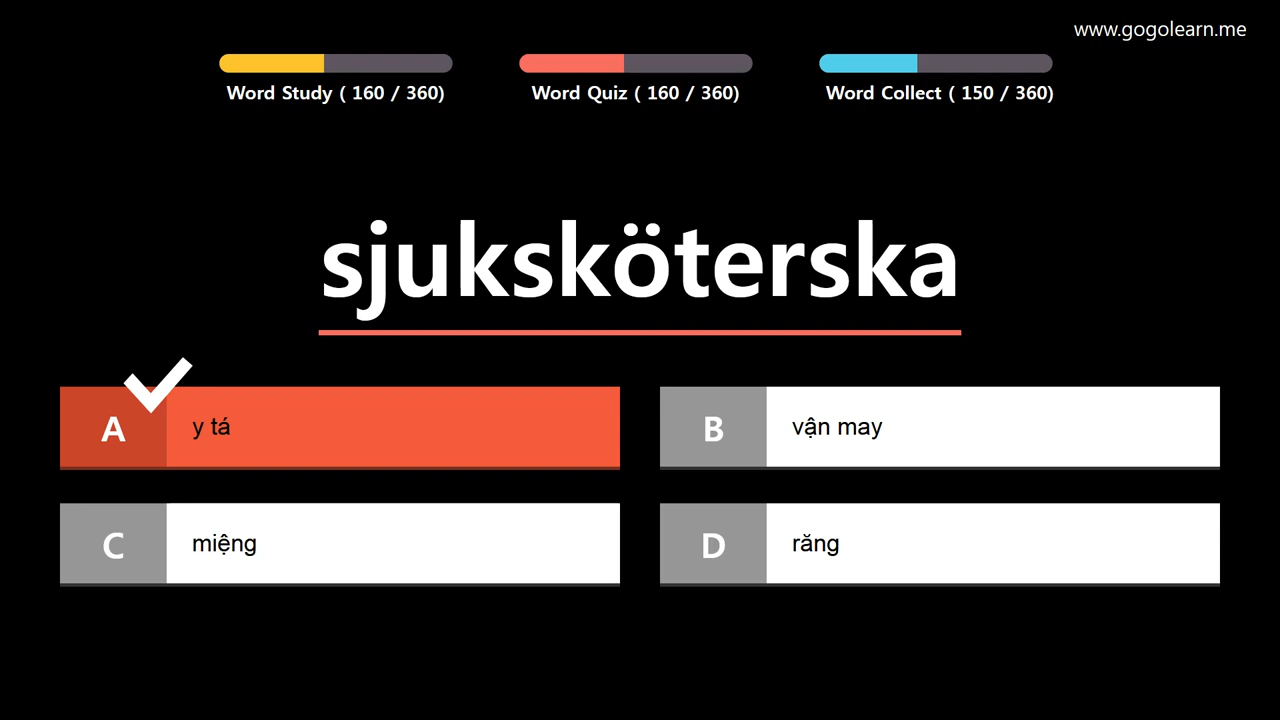 www.gogolearn.me
Word Study ( 160 / 360)
Word Quiz ( 160 / 360)
Word Collect ( 150 / 360)
sjuksköterska
A y tá
B vận may
C miệng
D răng